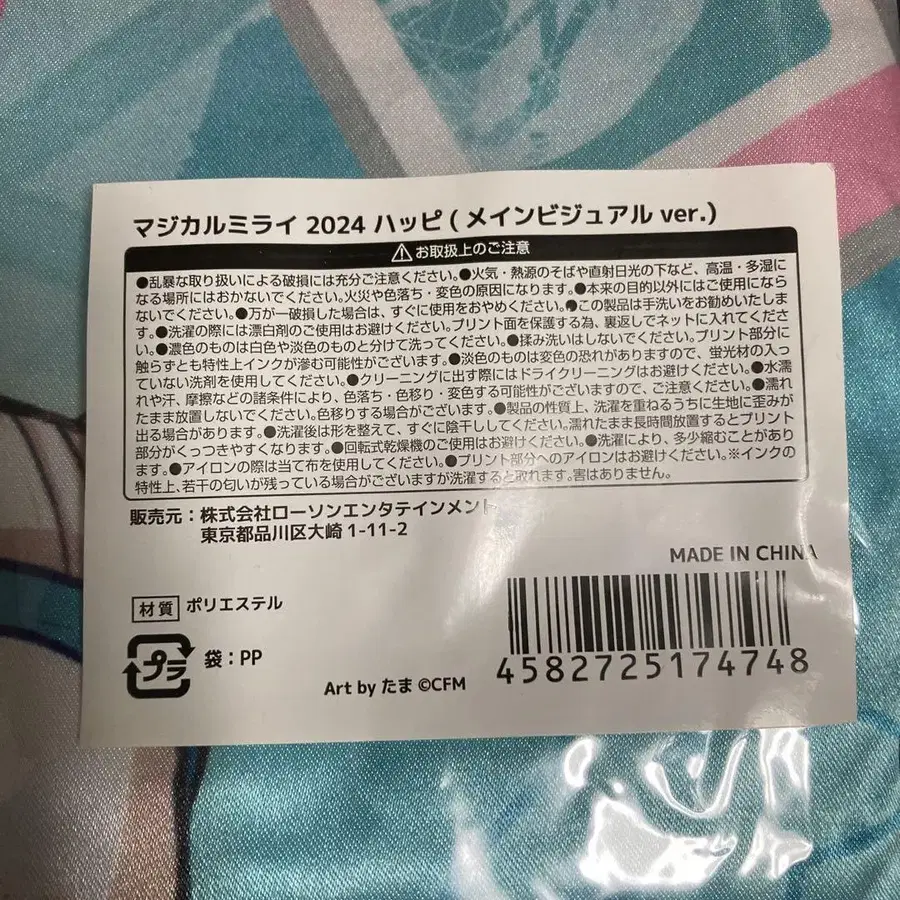 マジカルミライ 2024 ハッピ ( メインビジュアル ver.)
お取扱上のご注意
●乱暴な取り扱いによる破損には充分ご注意ください。●火気・熱源のそばや直射日光の下など、高温・多湿に
なる場所にはおかないでください。火災や色落ち・変色の原因になります。●本来の目的以外にはご使用になら
ないでください。●万が一破損した場合は、すぐに使用をおやめください。●この製品は手洗いをお勧めいたしま
す。●洗濯の際には漂白剤のご使用はお避けください。プリント面を保護する為、裏返しでネットに入れてくださ
い。●濃色のものは白色や淡色のものと分けて洗ってください。●揉み洗いはしないでください。プリント部分に
触らずとも特性上インクが滲む可能性がございます。●淡色のものは変色の恐れがありますので、蛍光材の入っ
ていない洗剤を使用してください。●クリーニングに出す際にはドライクリーニングはお避けください。●水濡
れや汗、摩擦などの諸条件により、色落ち・色移り・変色する可能性がございますので、ご注意ください。●濡れ
たまま放置しないでください。色移りする場合がございます。●製品の性質上、洗濯を重ねるうちに生地に歪みが
出る場合があります。●洗濯後は形を整えて、すぐに陰干ししてください。濡れたまま長時間放置するとプリント
部分がくっつきやすくなります。●回転式乾燥機のご使用はお避けください。●洗濯により、多少縮むことがあり
ます。●アイロンの際は当て布を使用してください。●プリント部分へのアイロンはお避けください。※インクの
特性上、若干の匂いが残っている場合がございますが洗濯すると取れます。害はありません。
販売元：株式会社ローソンエンタテインメント
東京都品川区大崎 1-11-2
MADE IN CHINA
材質 ポリエステル
プラ 袋：PP
Art by たま ©CFM
4582725174748